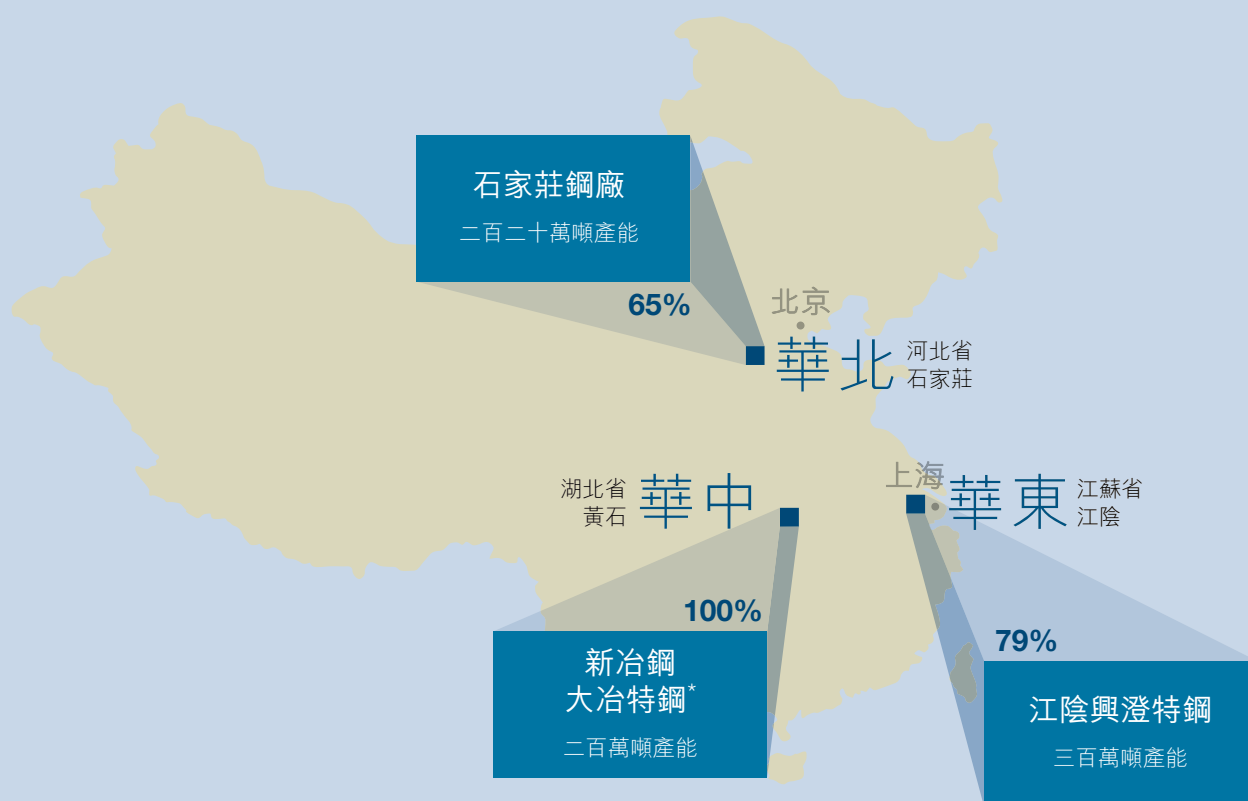 石家莊鋼廠
二百二十萬噸產能
65%
北京
華北
河北省
石家莊
湖北省
黃石
華中
上海
華東
江蘇省
江陰
100%
新冶鋼
大冶特鋼*
二百萬噸產能
79%
江陰興澄特鋼
三百萬噸產能